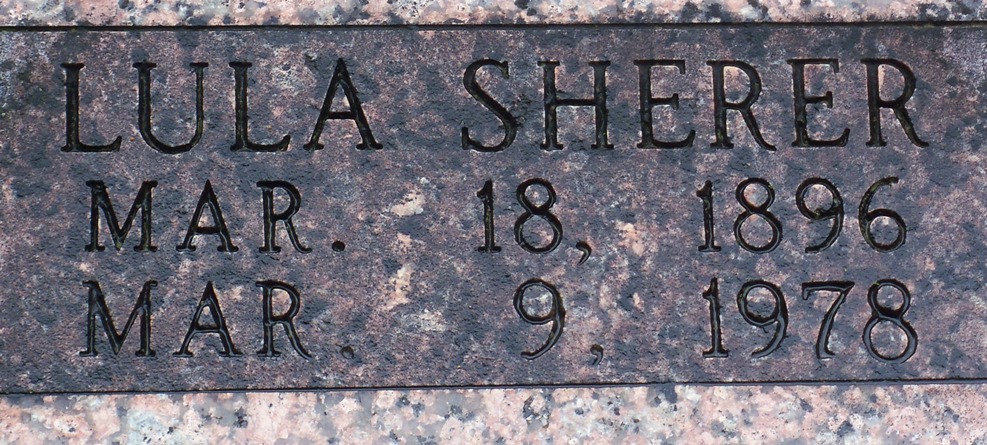 LULA SHERER
MAR. 18, 1896
MAR. 9, 1978